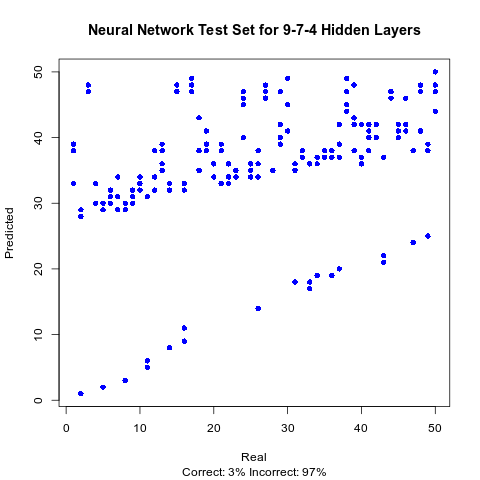 Neural Network Test Set for 9-7-4 Hidden Layers
Predicted
50
40
30
20
10
0
0 10 20 30 40 50
Real
Correct: 3% Incorrect: 97%